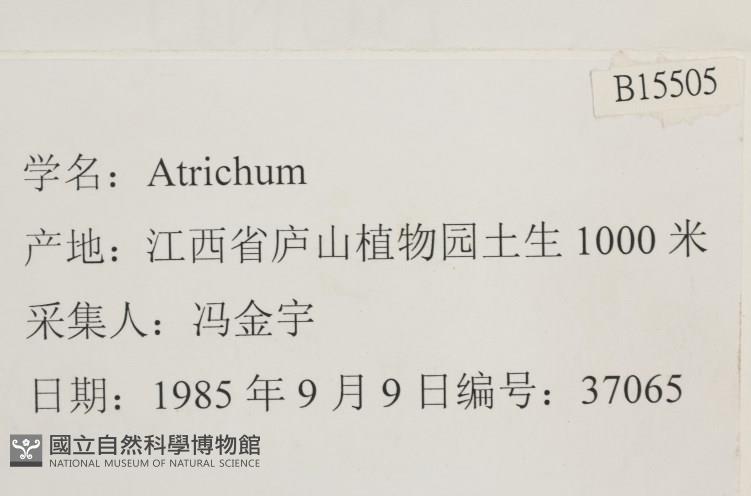 B15505
学名：Atrichum
产地：江西省庐山植物园土生 1000 米
采集人：冯金宇
日期：1985 年 9 月 9 日编号：37065
國立自然科學博物館
NATIONAL MUSEUM OF NATURAL SCIENCE